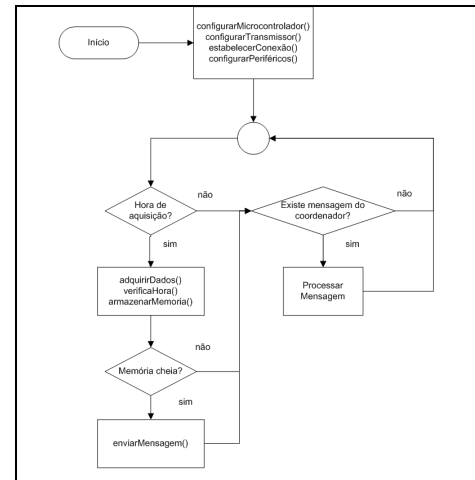 configurarMicrocontrolador()
configurarTransmissor()
estabelecerConexão()
configurarPeriféricos()
Início
Hora de
aquisição?
não
Existe mensagem do
coordenador?
não
sim
sim
adquirirDados()
verificaHora()
armazenarMemoria()
Processar
Mensagem
não
Memória cheia?
sim
enviarMensagem()